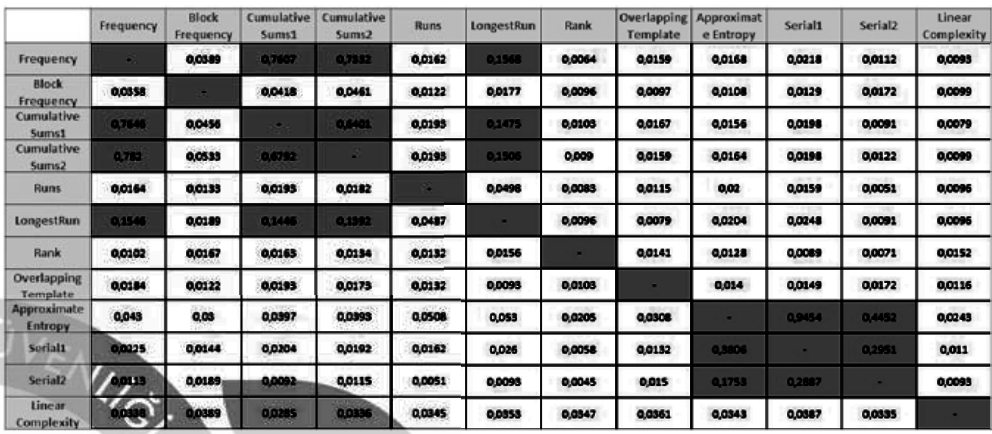 Frequency Block Frequency Cumulative Sums1 Cumulative Sums2 Runs LongestRun Rank Overlapping Template Approximat e Entropy Serial1 Serial2 Linear Complexity
Frequency - 0,0389 0,7607 0,7532 0,0162 0,1568 0,0064 0,0159 0,0168 0,0218 0,0112 0,0093
Block Frequency 0,0358 - 0,0418 0,0461 0,0122 0,0177 0,0096 0,0097 0,0108 0,0129 0,0172 0,0099
Cumulative Sums1 0,7646 0,0456 - 0,6401 0,0193 0,1475 0,0103 0,0167 0,0156 0,0198 0,0091 0,0079
Cumulative Sums2 0,782 0,0533 0,6792 - 0,0193 0,1506 0,009 0,0159 0,0164 0,0198 0,0122 0,0099
Runs 0,0164 0,0133 0,0193 0,0182 - 0,0498 0,0083 0,0115 0,02 0,0159 0,0051 0,0096
LongestRun 0,1546 0,0189 0,1446 0,1392 0,0487 - 0,0096 0,0079 0,0204 0,0248 0,0091 0,0096
Rank 0,0102 0,0167 0,0163 0,0134 0,0132 0,0156 - 0,0141 0,0128 0,0089 0,0071 0,0152
Overlapping Template 0,0184 0,0122 0,0193 0,0173 0,0132 0,0093 0,0103 - 0,014 0,0149 0,0172 0,0116
Approximate Entropy 0,043 0,03 0,0397 0,0393 0,0508 0,053 0,0205 0,0308 - 0,9454 0,4452 0,0243
Serial1 0,0225 0,0144 0,0204 0,0192 0,0162 0,026 0,0058 0,0132 0,3806 - 0,2951 0,011
Serial2 0,0113 0,0189 0,0092 0,0115 0,0051 0,0093 0,0045 0,015 0,1753 0,2887 - 0,0093
Linear Complexity 0,0338 0,0389 0,0285 0,0336 0,0345 0,0353 0,0347 0,0361 0,0343 0,0387 0,0335 -